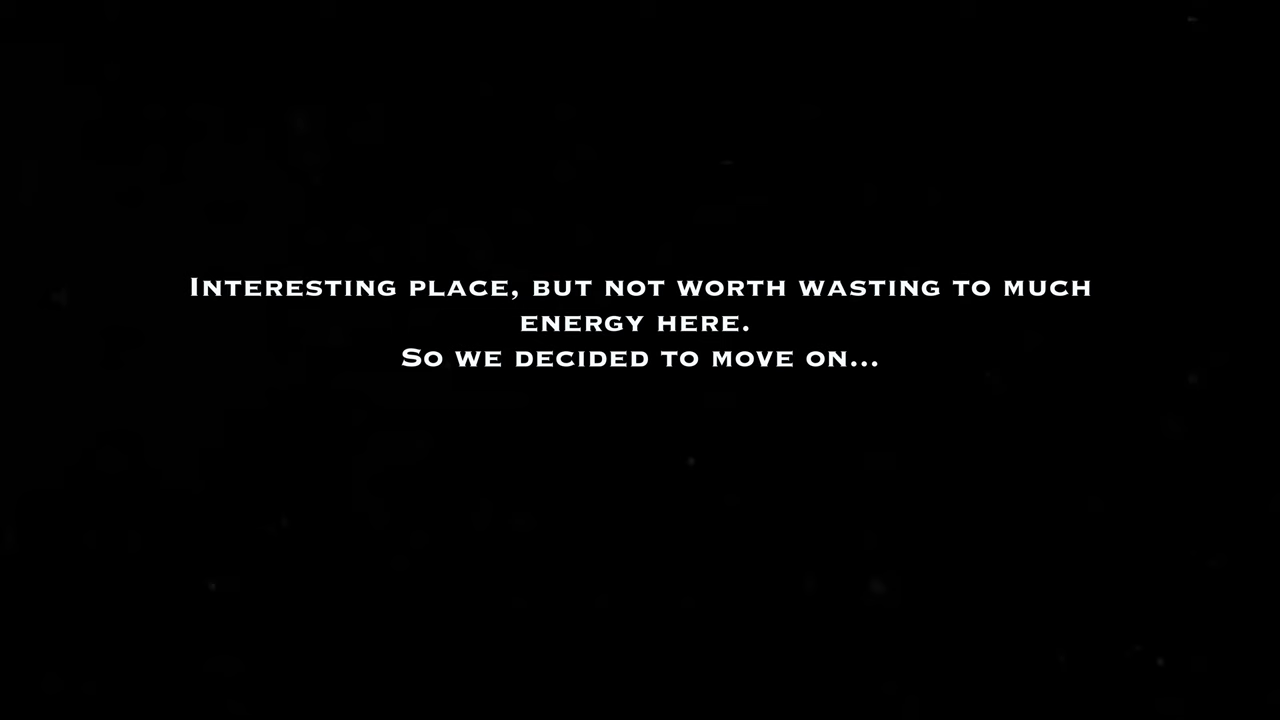 Interesting place, but not worth wasting to much
energy here.
So we decided to move on...